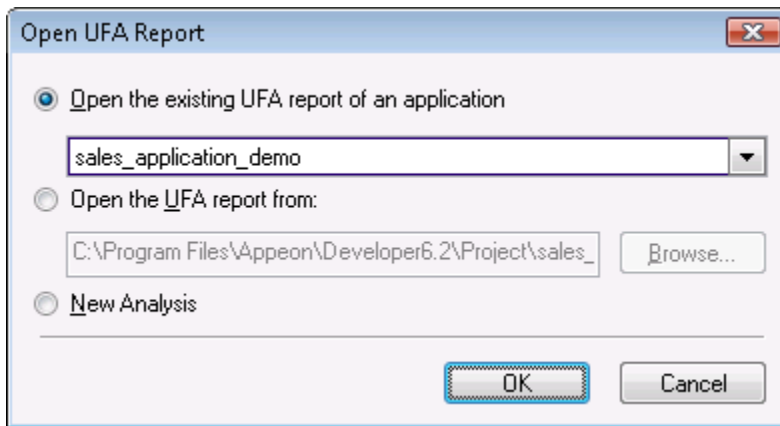 Open UFA Report
Open the existing UFA report of an application
sales_application_demo
Open the UFA report from:
C:\Program Files\Appeon\Developer6.2\Project\sales_
Browse...
New Analysis
OK
Cancel